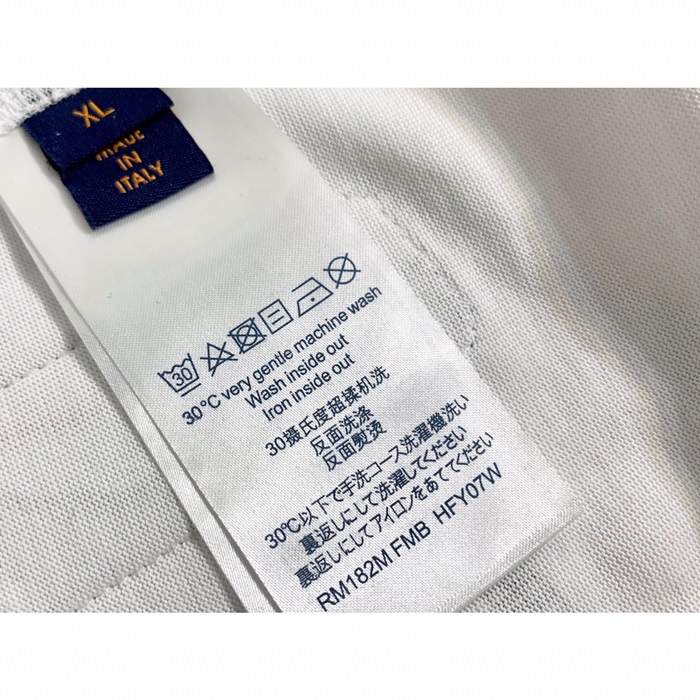 XL
MADE
IN
ITALY
30
30°C very gentle machine wash
Wash inside out
Iron inside out
30摄氏度超揉机洗
反面洗涤
反面熨烫
30℃以下で手洗コース洗濯機洗い
裏返しにして洗濯してください
裏返しにしてアイロンをあててください
RM182M FMB HFY07W